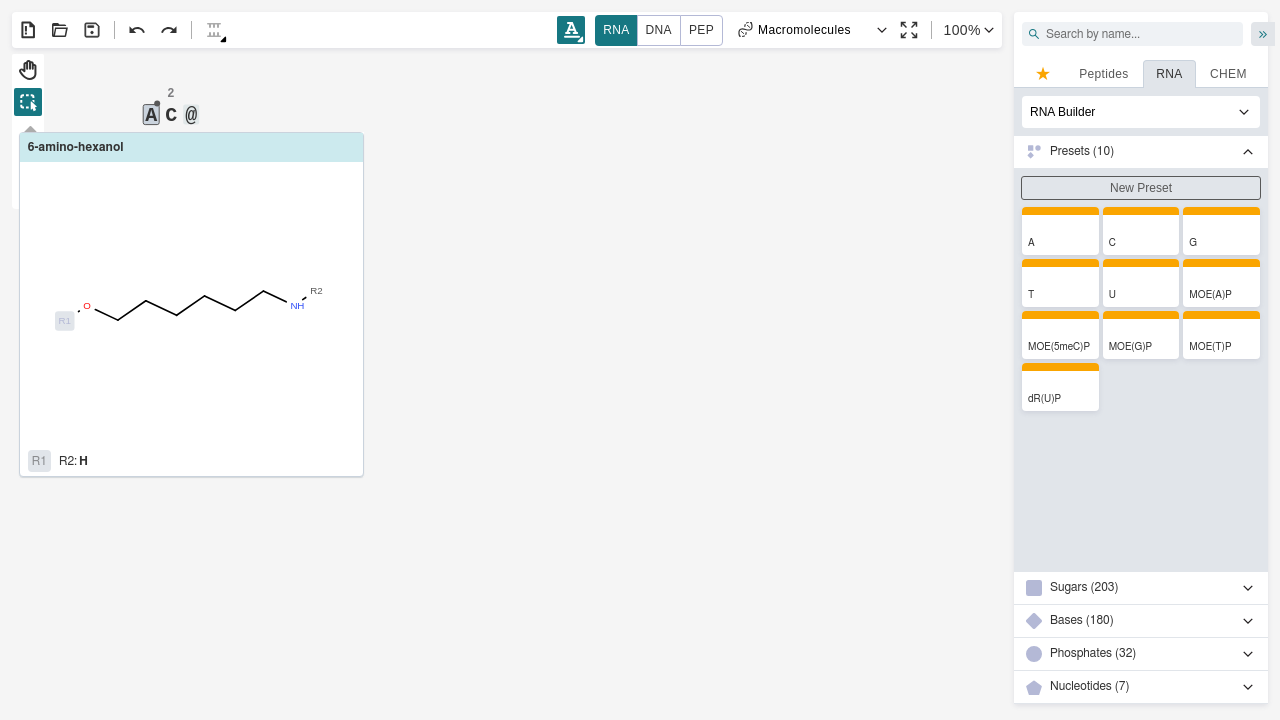 A RNA DNA PEP Macromolecules 100%
Search by name...
Peptides RNA CHEM
2
A C @
RNA Builder
6-amino-hexanol
Presets (10)
New Preset
A C G
T U MOE(A)P
R1 O NH R2
MOE(5meC)P MOE(G)P MOE(T)P
dR(U)P
R1 R2: H
Sugars (203)
Bases (180)
Phosphates (32)
Nucleotides (7)